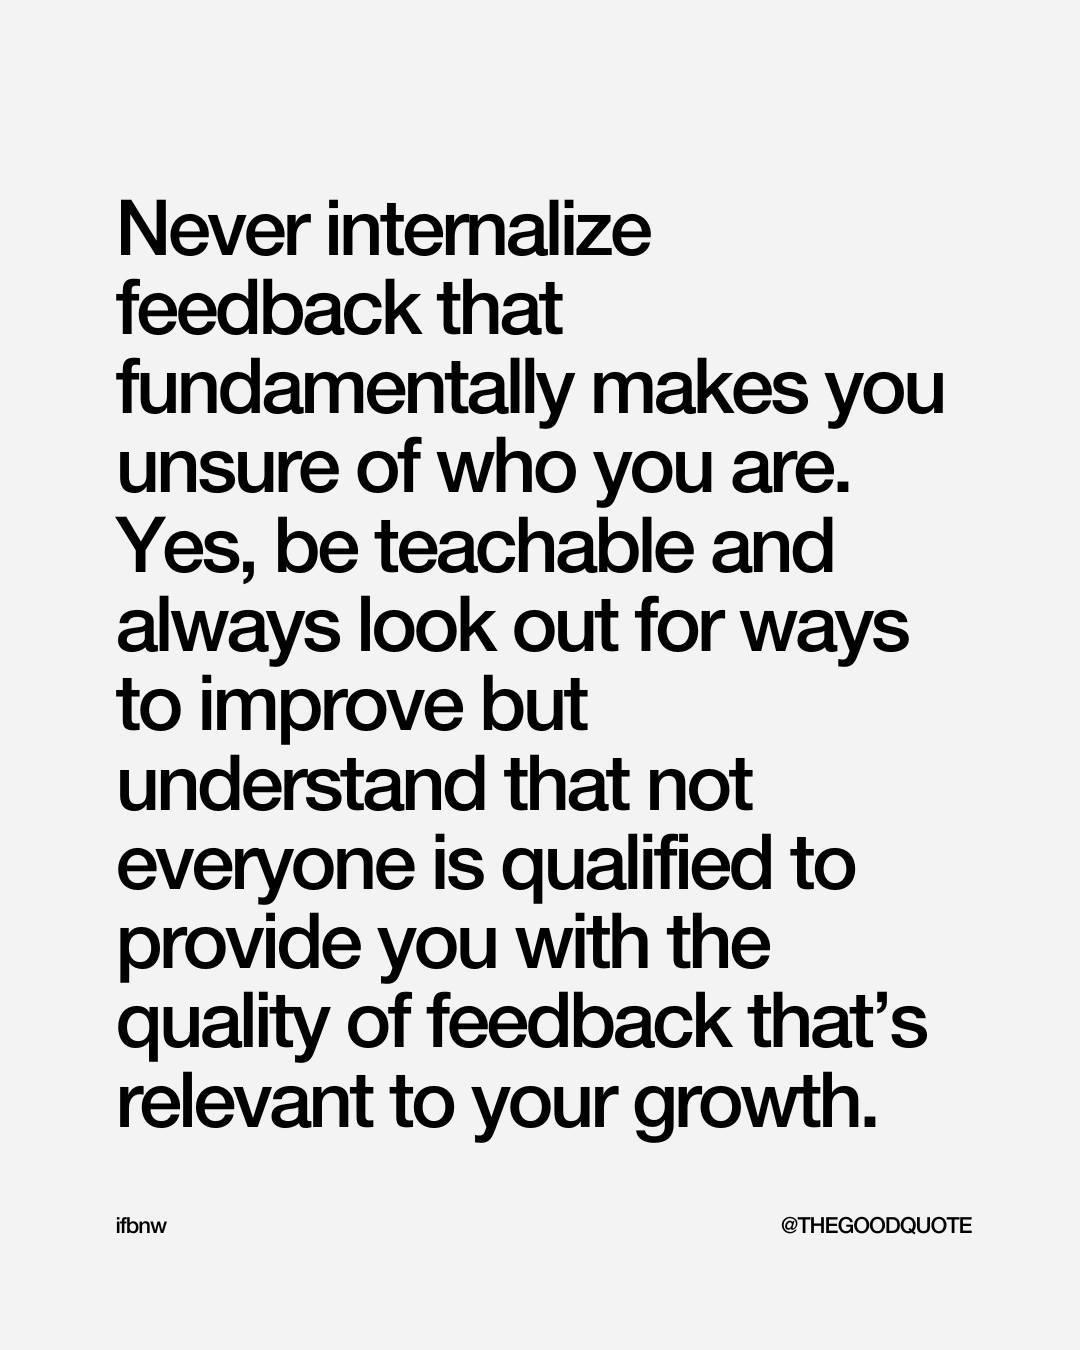 Never internalize
feedback that
fundamentally makes you
unsure of who you are.
Yes, be teachable and
always look out for ways
to improve but
understand that not
everyone is qualified to
provide you with the
quality of feedback that’s
relevant to your growth.
ifbnw
@THEGOODQUOTE